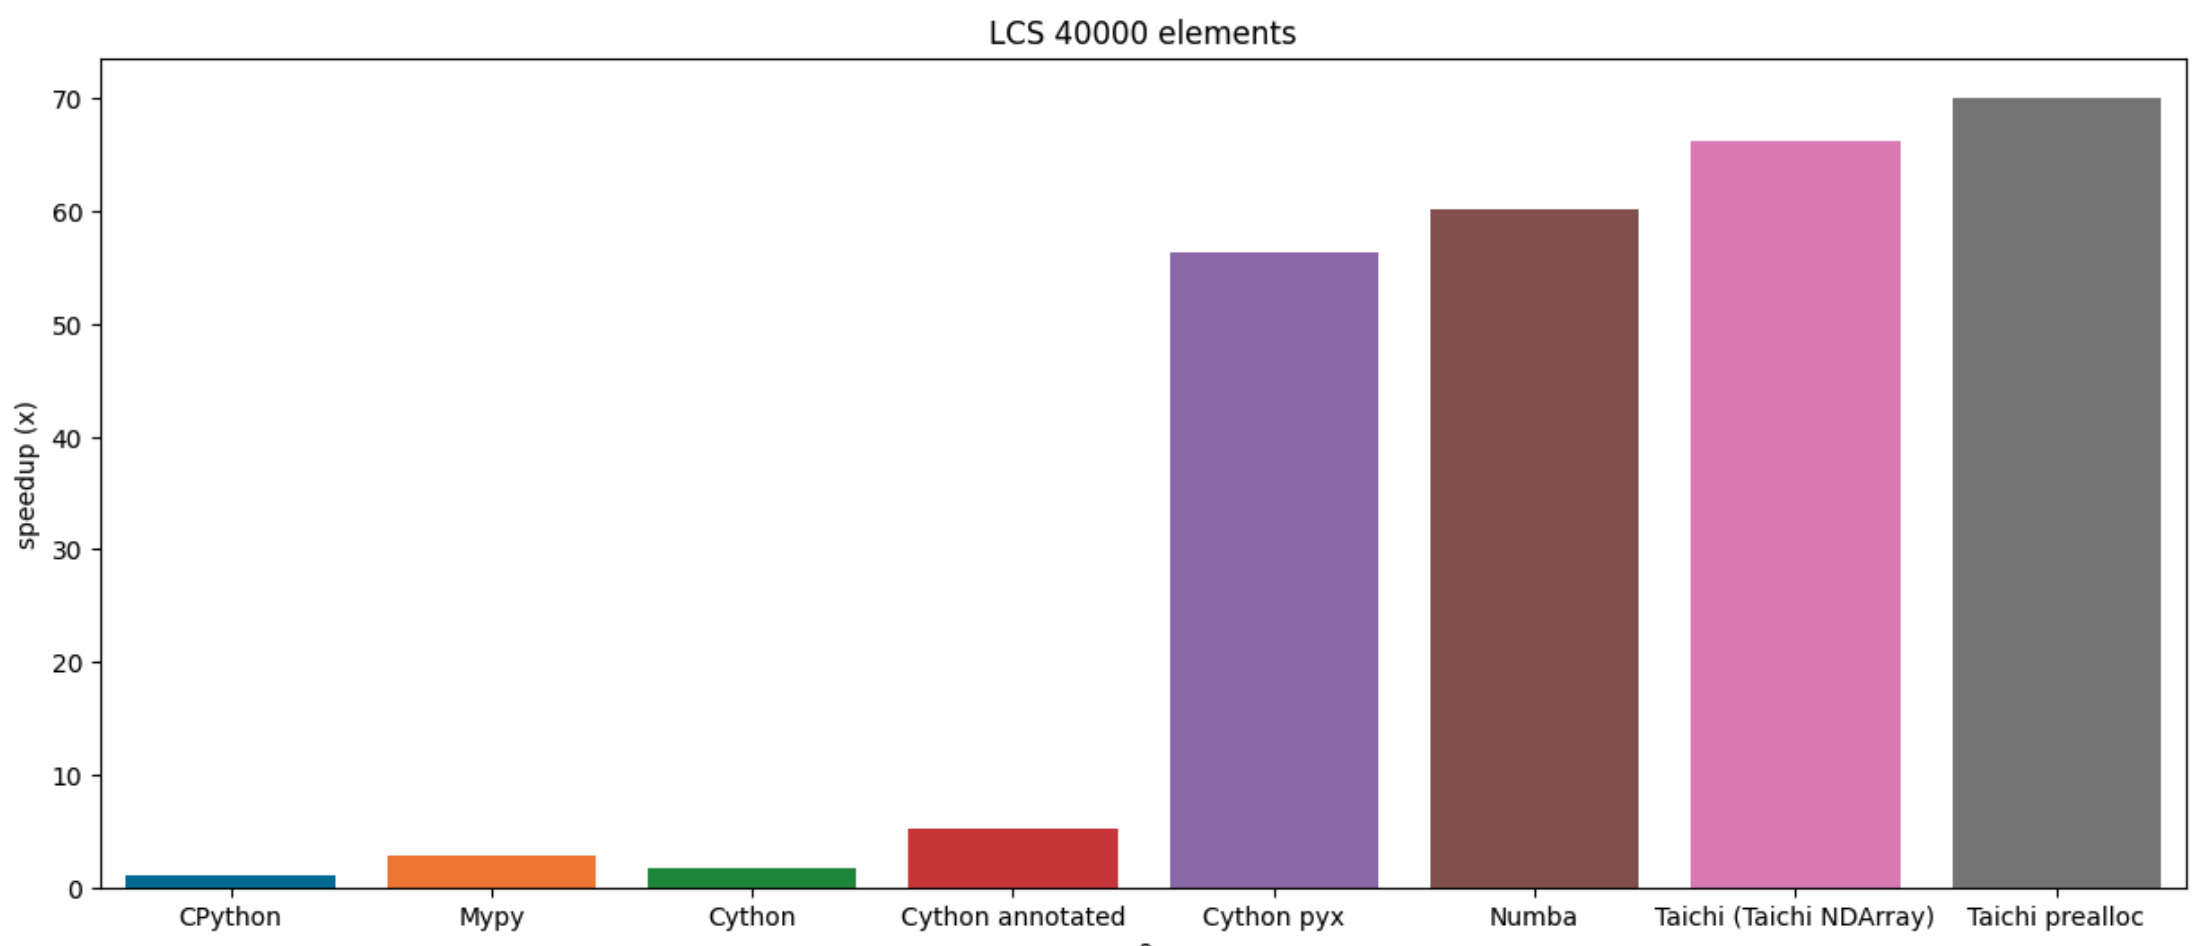 LCS 40000 elements
speedup (x)
70
60
50
40
30
20
10
0
CPython Mypy Cython Cython annotated Cython pyx Numba Taichi (Taichi NDArray) Taichi prealloc